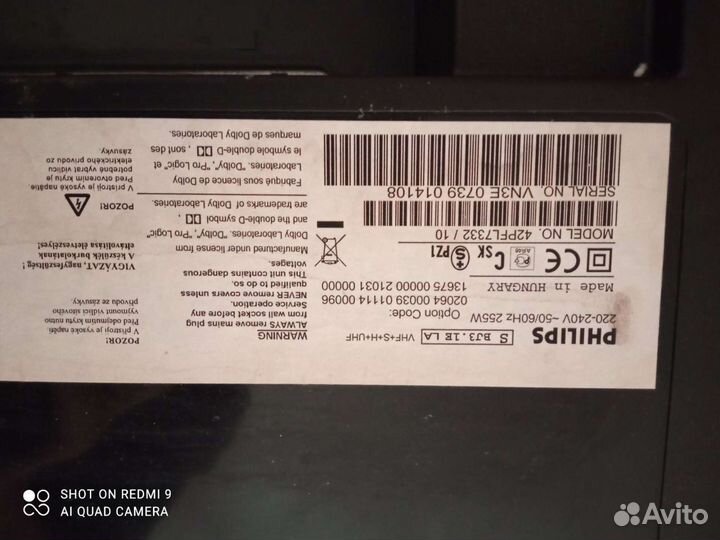 PHILIPS
S BJ3.1E LA
220-240V ~50/60HZ 255W
VHF+S+H+UHF
Option Code:
02064 00039 01114 00096
13675 00000 21031 00000
Made in HUNGARY
CE
PC
C
SK
S
PZ1
MODEL NO. 42PFL7332 / 10
SERIAL NO. VN3E 0739 014108
WARNING
ALWAYS remove mains plug
from wall socket before any
Service operation.
NEVER remove covers unless
qualified to do so.
This unit contains dangerous
voltages.
Manufactured under license from
Dolby Laboratories. "Dolby", "Pro Logic"
and the double-D symbol
are trademarks of Dolby Laboratories.
Fabriqué sous licence de Dolby
Laboratories. "Dolby", "Pro Logic" et
le symbole double-D , sont des
marques de Dolby Laboratories.
POZOR!
Před odejmutím krytu nutno
vyjmout síťovou vidlici
přívodu ze zásuvky.
VIGYÁZAT, nagyfeszültség !
A készülék burkolatának
eltávolítása életveszélyes!
POZOR!
V přístroji je vysoké napätie.
Pred otvorením krytu je
potrebné vybrať vidlicu
elektrického prívodu zo
zásuvky.
SHOT ON REDMI 9
AI QUAD CAMERA
Avito